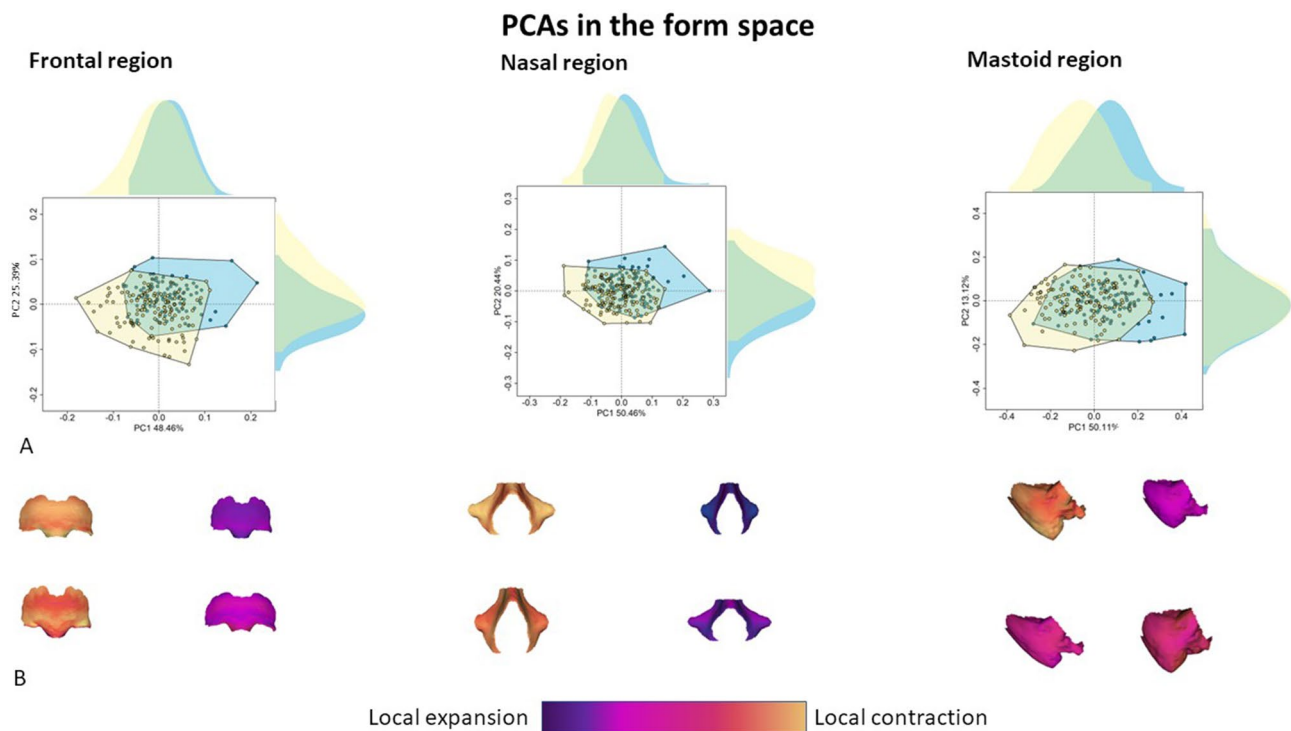 PCAs in the form space
Frontal region
Nasal region
Mastoid region
PC2 25.39%
0.2
0.1
0.0
-0.1
-0.2
-0.2
-0.1
0.0
0.1
0.2
PC1 48.46%
PC2 20.44%
0.3
0.2
0.1
0.0
-0.1
-0.2
-0.3
-0.3
-0.2
-0.1
0.0
0.1
0.2
0.3
PC1 50.46%
PC2 13.12%
0.4
0.2
0.0
-0.2
-0.4
-0.4
-0.2
0.0
0.2
0.4
PC1 50.11%
A
B
Local expansion
Local contraction